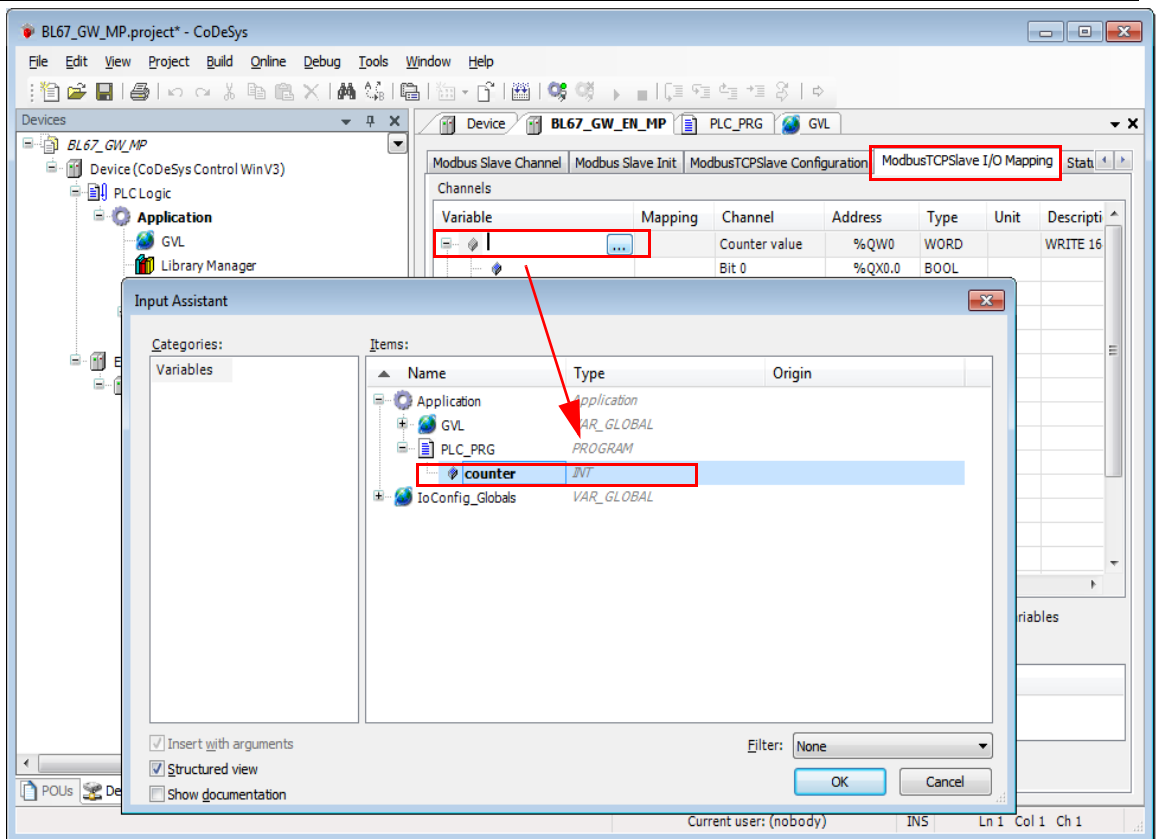 BL67_GW_MP.project* - CoDeSys
File Edit View Project Build Online Debug Tools Window Help
Devices
BL67_GW_MP
Device (CoDeSys Control Win V3)
PLC Logic
Application
GVL
Library Manager
E
Device BL67_GW_EN_MP PLC_PRG GVL
Modbus Slave Channel Modbus Slave Init ModbusTCPSlave Configuration ModbusTCPSlave I/O Mapping Statu
Channels
Variable Mapping Channel Address Type Unit Descripti
... Counter value %QW0 WORD WRITE 16
Bit 0 %QX0.0 BOOL
Input Assistant
Categories:
Variables
Items:
Name Type Origin
Application Application
GVL VAR_GLOBAL
PLC_PRG PROGRAM
counter INT
IoConfig_Globals VAR_GLOBAL
riables
Insert with arguments
Structured view
Show documentation
Filter: None
OK Cancel
POUs De
Current user: (nobody) INS Ln 1 Col 1 Ch 1